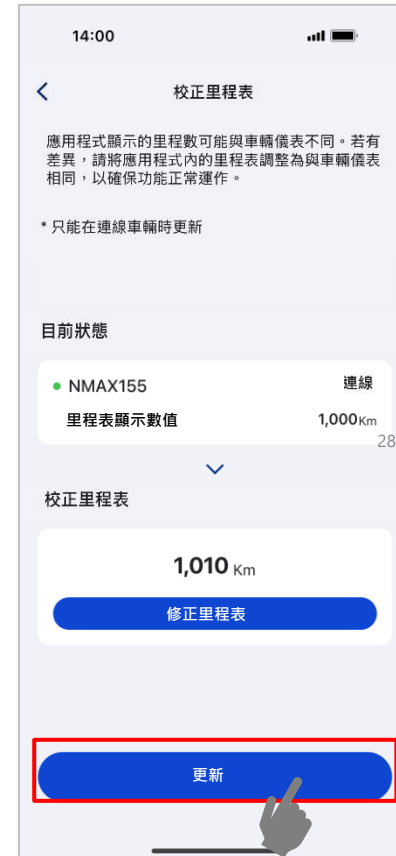 14:00
校正里程表
應用程式顯示的里程數可能與車輛儀表不同。若有
差異,請將應用程式內的里程表調整為與車輛儀表
相同,以確保功能正常運作。
* 只能在連線車輛時更新
目前狀態
NMAX155 連線
里程表顯示數值 1,000Km
28
校正里程表
1,010 Km
修正里程表
更新